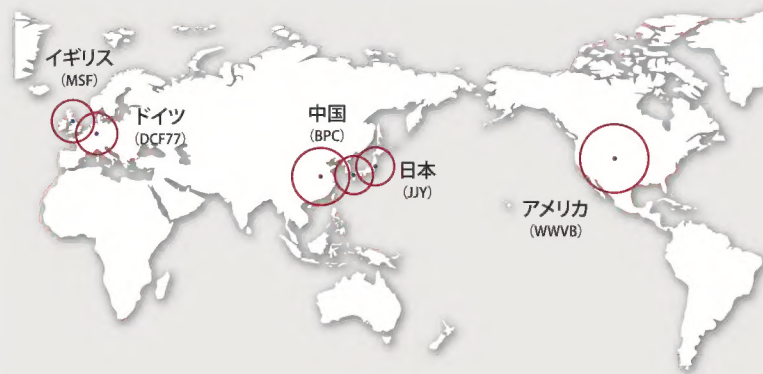 イギリス
(MSF)
ドイツ
(DCF77)
中国
(BPC)
日本
(JJY)
アメリカ
(WWVB)